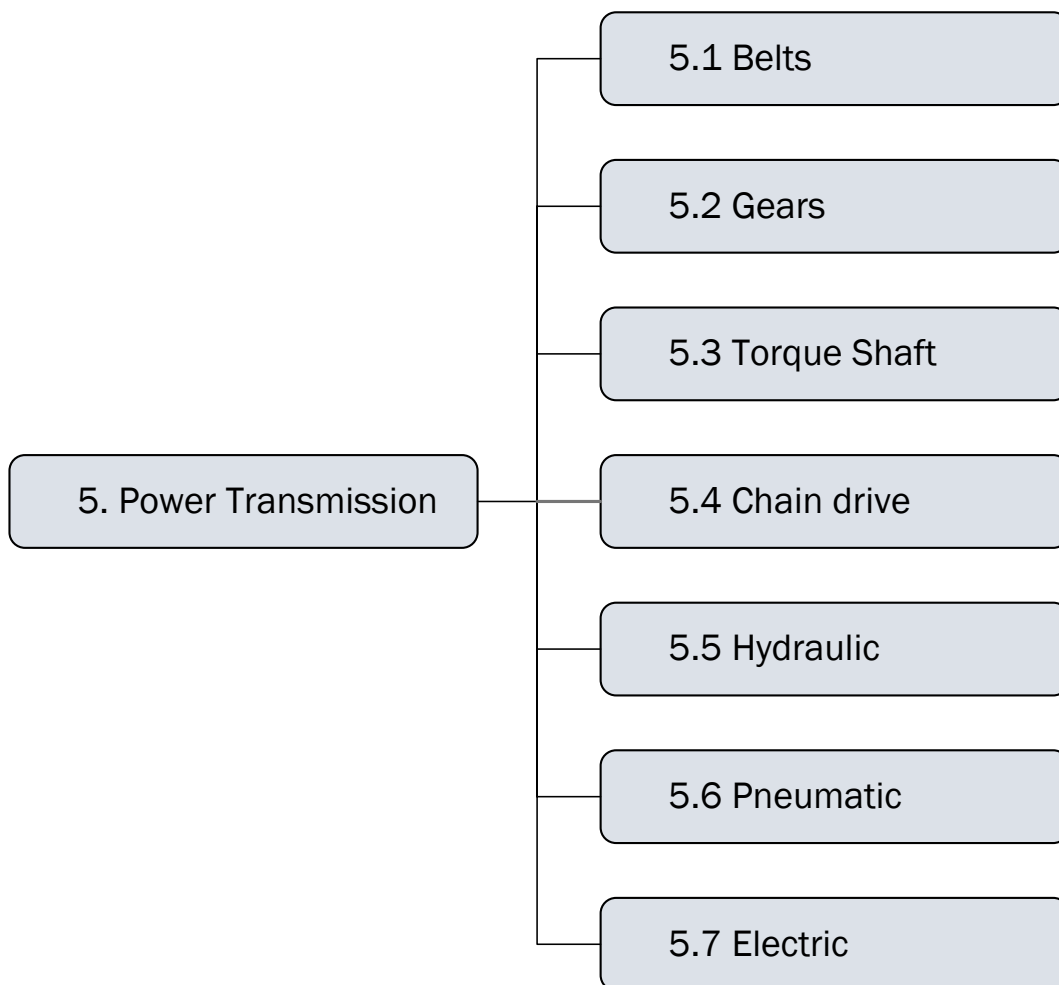 5.1 Belts
5.2 Gears
5.3 Torque Shaft
5. Power Transmission
5.4 Chain drive
5.5 Hydraulic
5.6 Pneumatic
5.7 Electric